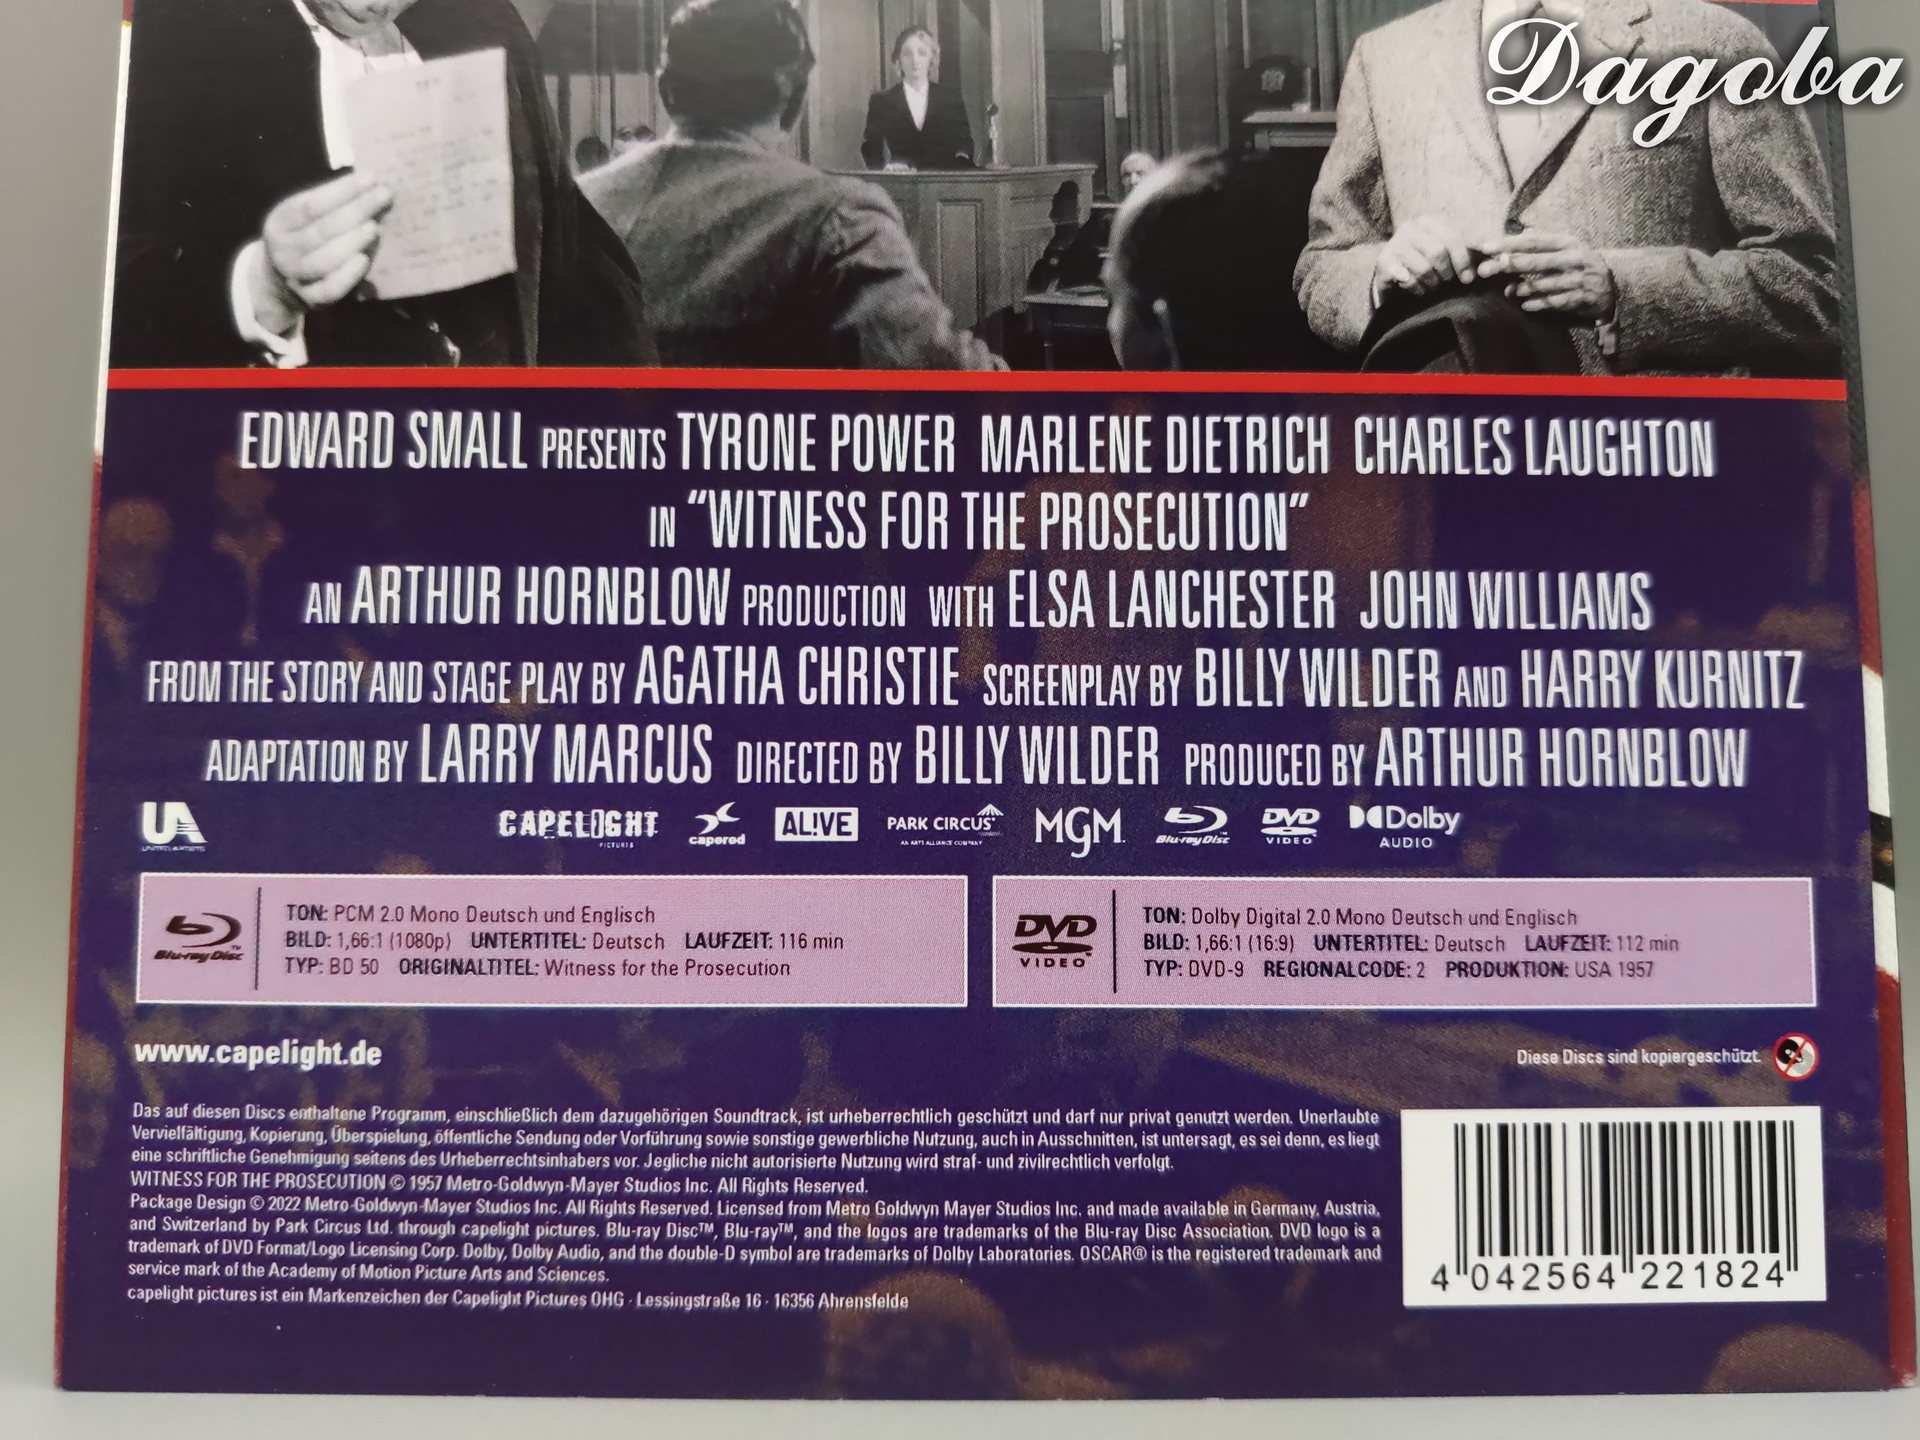 Dagoba
EDWARD SMALL PRESENTS TYRONE POWER MARLENE DIETRICH CHARLES LAUGHTON
IN "WITNESS FOR THE PROSECUTION"
AN ARTHUR HORNBLOW PRODUCTION WITH ELSA LANCHESTER JOHN WILLIAMS
FROM THE STORY AND STAGE PLAY BY AGATHA CHRISTIE SCREENPLAY BY BILLY WILDER AND HARRY KURNITZ
ADAPTATION BY LARRY MARCUS DIRECTED BY BILLY WILDER PRODUCED BY ARTHUR HORNBLOW
UA UNITED ARTISTS CAPELIGHT PICTURES capered AL!VE PARK CIRCUS AN ARTS ALLIANCE COMPANY MGM Blu-ray Disc DVD VIDEO Dolby AUDIO
Blu-ray Disc
TON: PCM 2.0 Mono Deutsch und Englisch
BILD: 1,66:1 (1080p) UNTERTITEL: Deutsch LAUFZEIT: 116 min
TYP: BD 50 ORIGINALTITEL: Witness for the Prosecution
DVD VIDEO
TON: Dolby Digital 2.0 Mono Deutsch und Englisch
BILD: 1,66:1 (16:9) UNTERTITEL: Deutsch LAUFZEIT: 112 min
TYP: DVD-9 REGIONALCODE: 2 PRODUKTION: USA 1957
www.capelight.de
Diese Discs sind kopiergeschützt.
Das auf diesen Discs enthaltene Programm, einschließlich dem dazugehörigen Soundtrack, ist urheberrechtlich geschützt und darf nur privat genutzt werden. Unerlaubte
Vervielfältigung, Kopierung, Überspielung, öffentliche Sendung oder Vorführung sowie sonstige gewerbliche Nutzung, auch in Ausschnitten, ist untersagt, es sei denn, es liegt
eine schriftliche Genehmigung seitens des Urheberrechtsinhabers vor. Jegliche nicht autorisierte Nutzung wird straf- und zivilrechtlich verfolgt.
WITNESS FOR THE PROSECUTION © 1957 Metro-Goldwyn-Mayer Studios Inc. All Rights Reserved.
Package Design © 2022 Metro-Goldwyn-Mayer Studios Inc. All Rights Reserved. Licensed from Metro Goldwyn Mayer Studios Inc. and made available in Germany, Austria,
and Switzerland by Park Circus Ltd. through capelight pictures. Blu-ray Disc™, Blu-ray™, and the logos are trademarks of the Blu-ray Disc Association. DVD logo is a
trademark of DVD Format/Logo Licensing Corp. Dolby, Dolby Audio, and the double-D symbol are trademarks of Dolby Laboratories. OSCAR® is the registered trademark and
service mark of the Academy of Motion Picture Arts and Sciences.
capelight pictures ist ein Markenzeichen der Capelight Pictures OHG · Lessingstraße 16 · 16356 Ahrensfelde
4 042564 221824